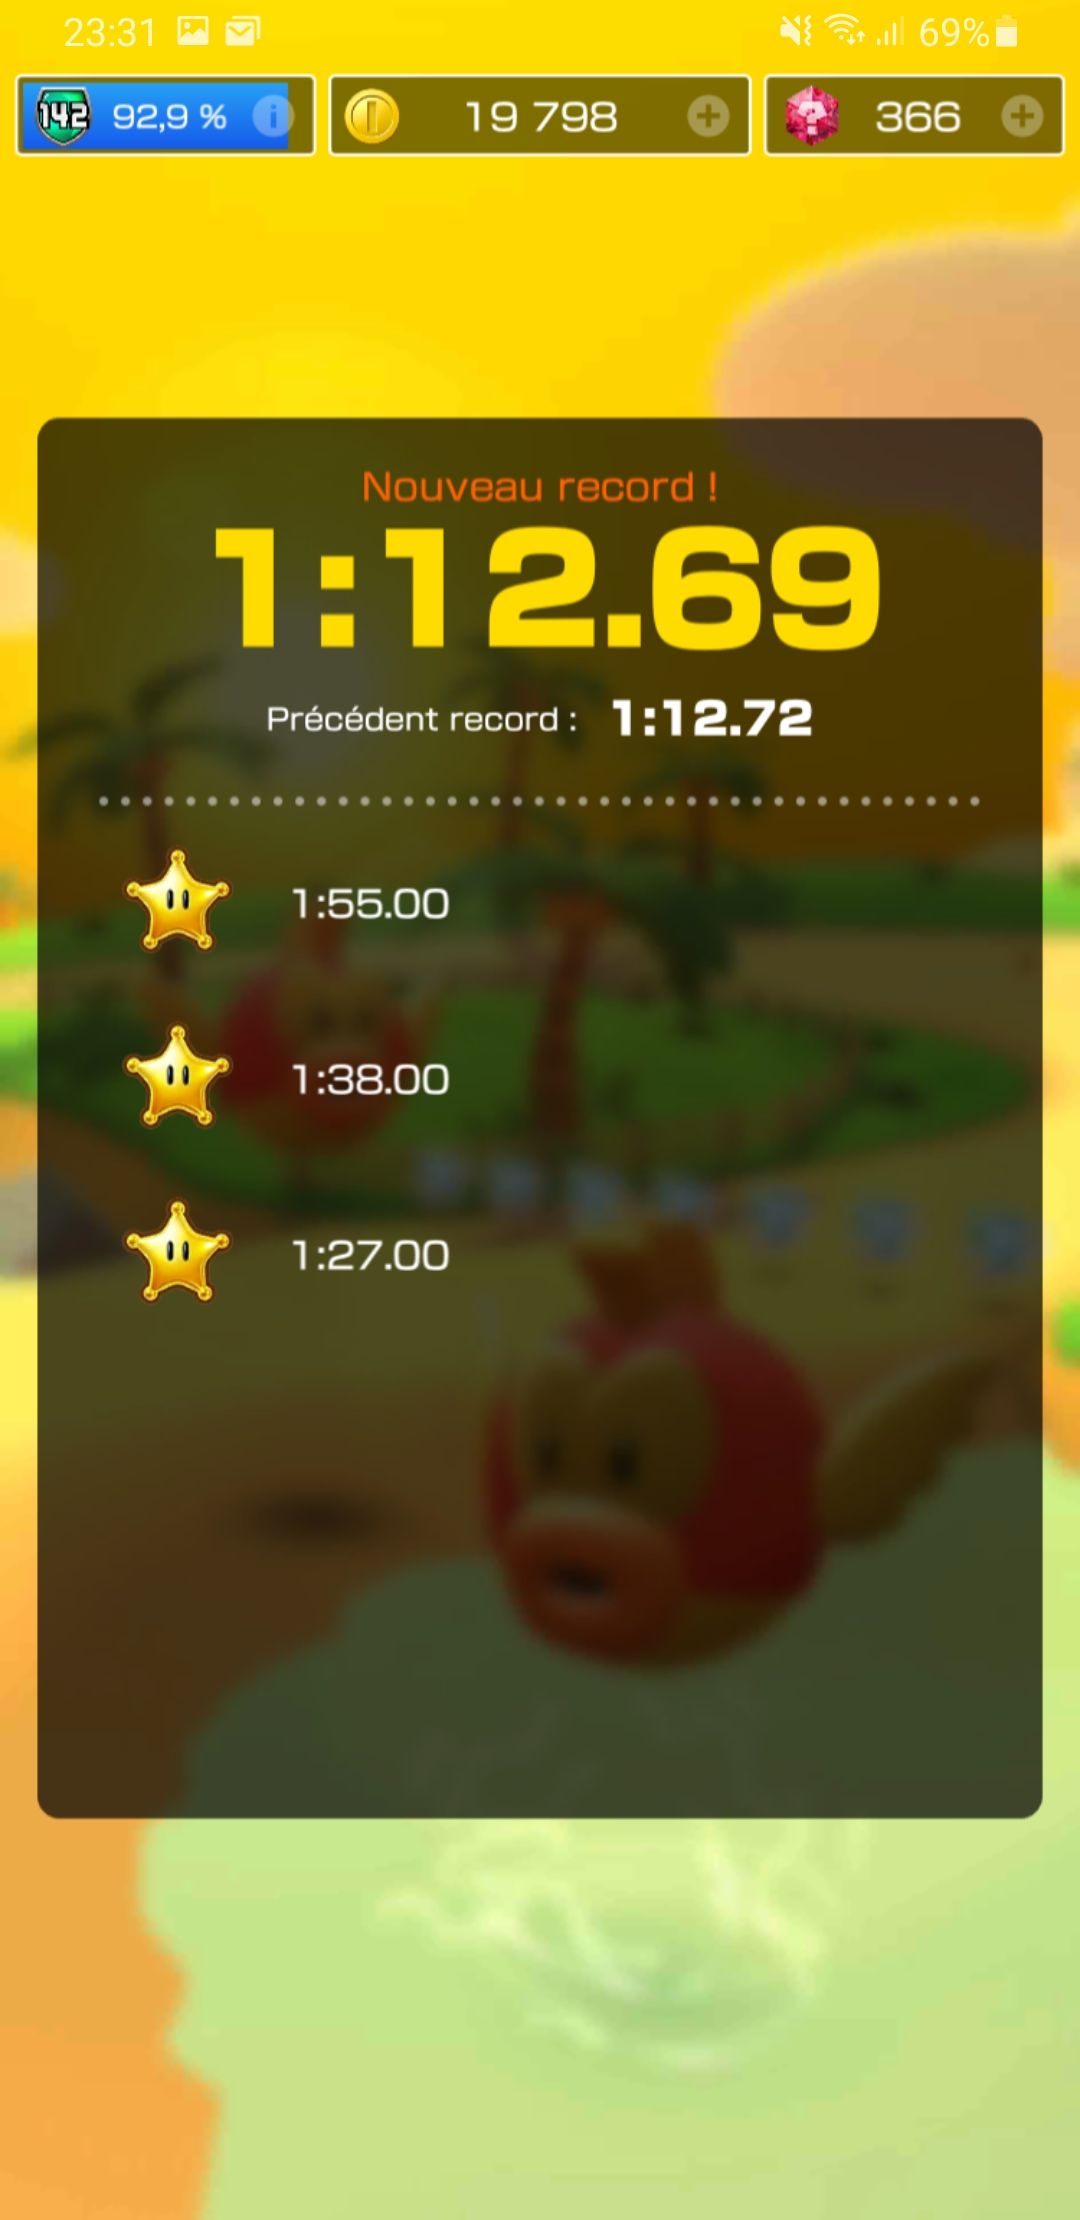 23:31 69%
142 92,9 % i 19 798 + ? 366 +
Nouveau record !
1:12.69
Précédent record : 1:12.72
1:55.00
1:38.00
1:27.00